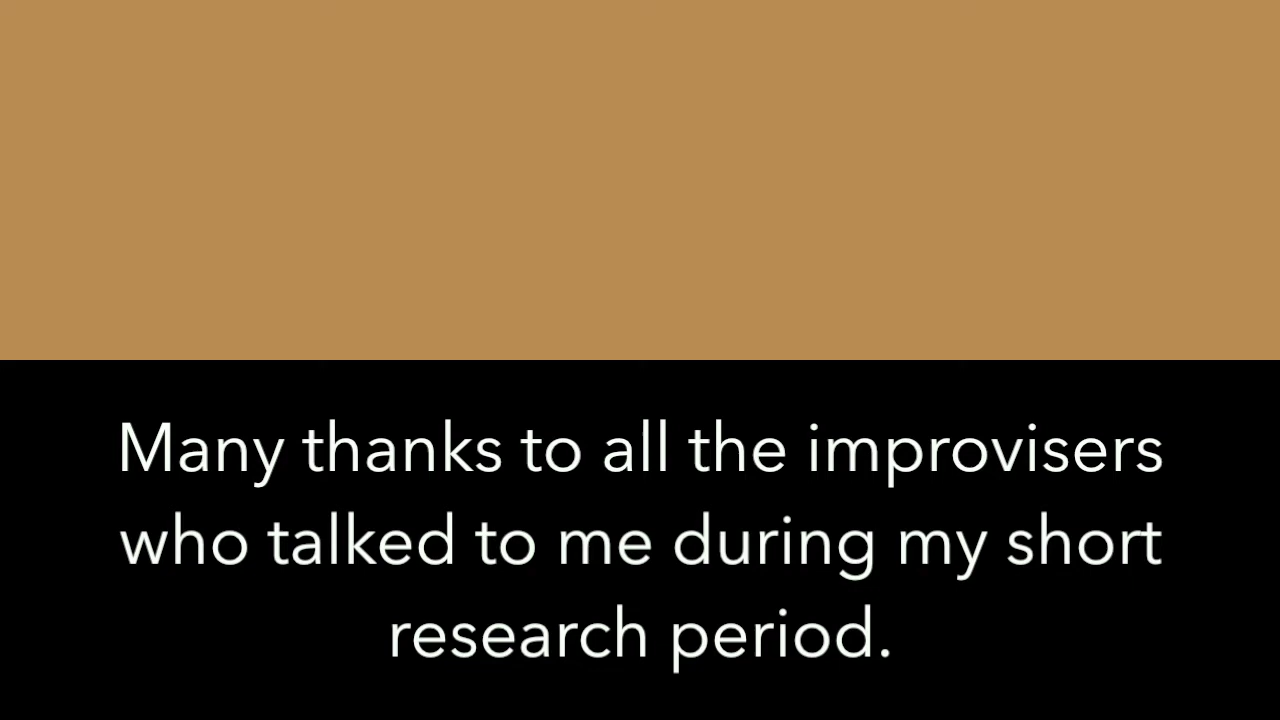 Many thanks to all the improvisers
who talked to me during my short
research period.